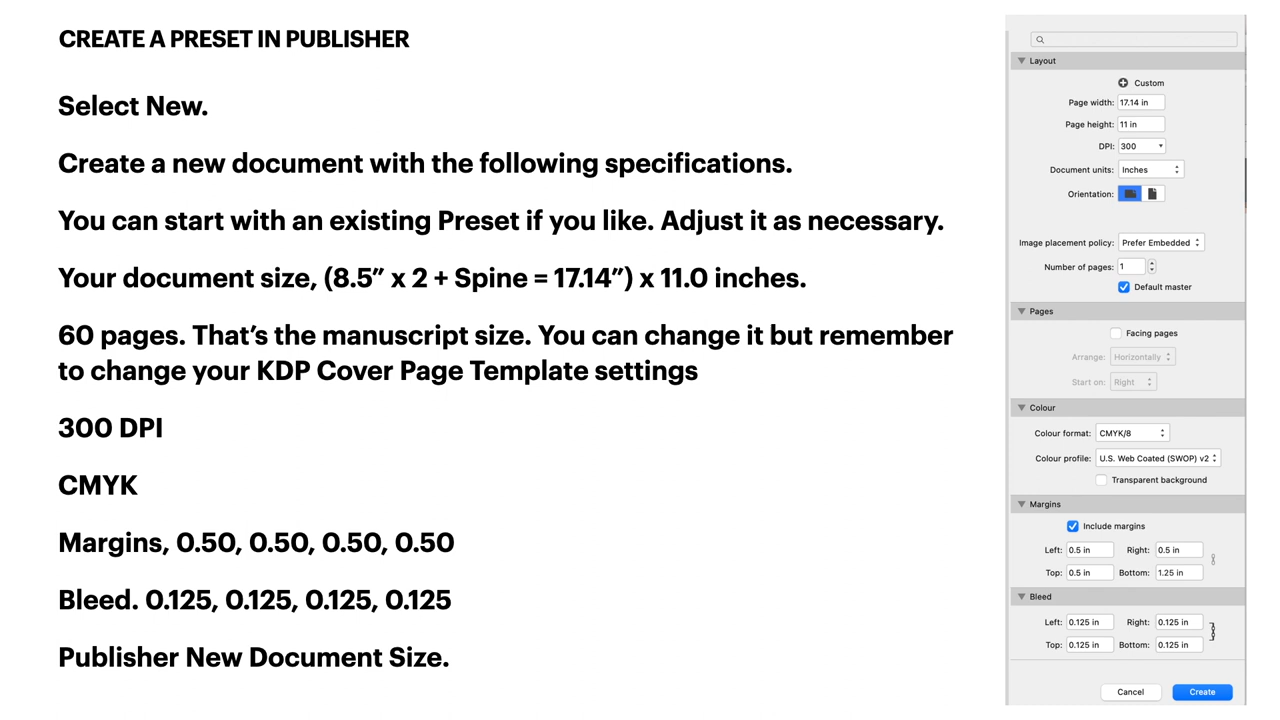 CREATE A PRESET IN PUBLISHER
Select New.
Create a new document with the following specifications.
You can start with an existing Preset if you like. Adjust it as necessary.
Your document size, (8.5” x 2 + Spine = 17.14”) x 11.0 inches.
60 pages. That’s the manuscript size. You can change it but remember
to change your KDP Cover Page Template settings
300 DPI
CMYK
Margins, 0.50, 0.50, 0.50, 0.50
Bleed. 0.125, 0.125, 0.125, 0.125
Publisher New Document Size.
Layout
Custom
Page width: 17.14 in
Page height: 11 in
DPI: 300
Document units: Inches
Orientation:
Image placement policy: Prefer Embedded
Number of pages: 1
Default master
Pages
Facing pages
Arrange: Horizontally
Start on: Right
Colour
Colour format: CMYK/8
Colour profile: U.S. Web Coated (SWOP) v2
Transparent background
Margins
Include margins
Left: 0.5 in Right: 0.5 in
Top: 0.5 in Bottom: 1.25 in
Bleed
Left: 0.125 in Right: 0.125 in
Top: 0.125 in Bottom: 0.125 in
Cancel Create